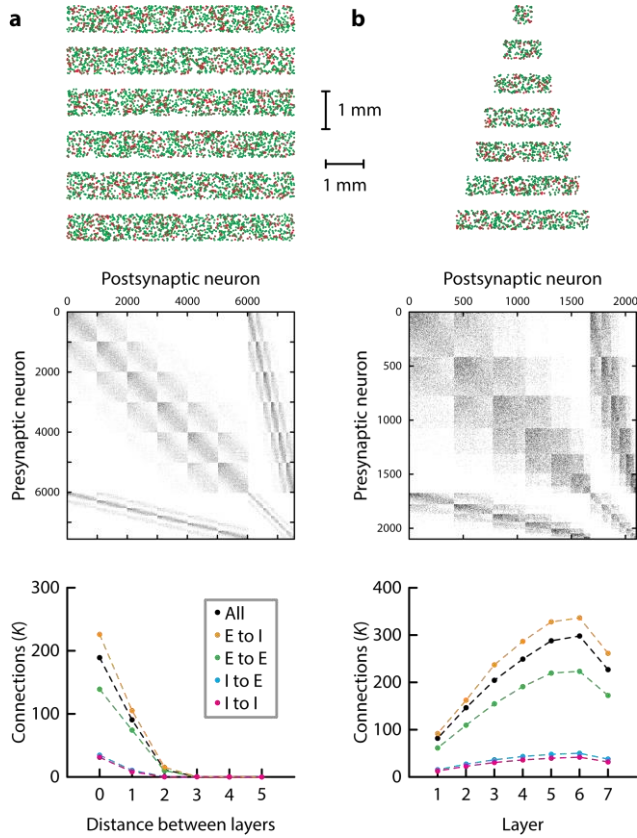 a
b
1 mm
1 mm
Postsynaptic neuron
0 2000 4000 6000
Presynaptic neuron
0
2000
4000
6000
Postsynaptic neuron
0 500 1000 1500 2000
Presynaptic neuron
0
500
1000
1500
2000
Connections (K)
300
200
100
0
All
E to I
E to E
I to E
I to I
0 1 2 3 4 5
Distance between layers
Connections (K)
400
300
200
100
0
1 2 3 4 5 6 7
Layer